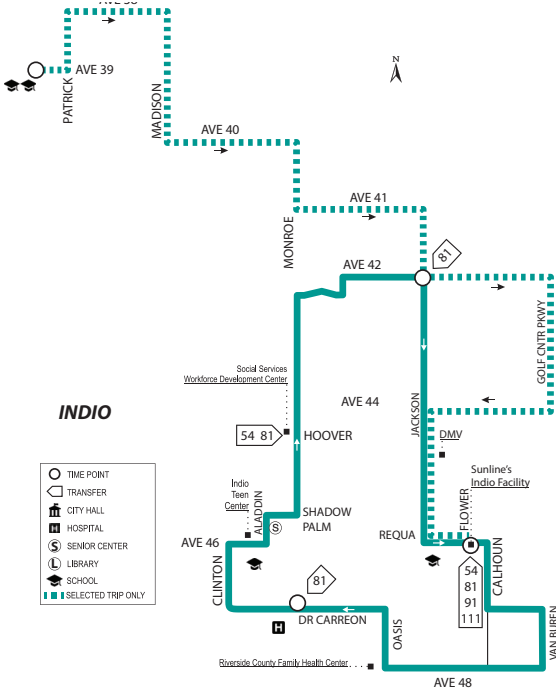 AVE 39
PATRICK
MADISON
AVE 40
N
AVE 41
MONROE
81
AVE 42
GOLF CNTR PKWY
Social Services
Workforce Development Center
AVE 44
JACKSON
INDIO
54 81
HOOVER
DMV
Sunline's
Indio Facility
TIME POINT
TRANSFER
CITY HALL
H HOSPITAL
S SENIOR CENTER
L LIBRARY
SCHOOL
SELECTED TRIP ONLY
Indio
Teen
Center
ALADDIN
SHADOW
PALM
S
FLOWER
REQUA
AVE 46
CLINTON
81
54
81
91
111
CALHOUN
DR CARREON
H
OASIS
VAN BUREN
Riverside County Family Health Center
AVE 48